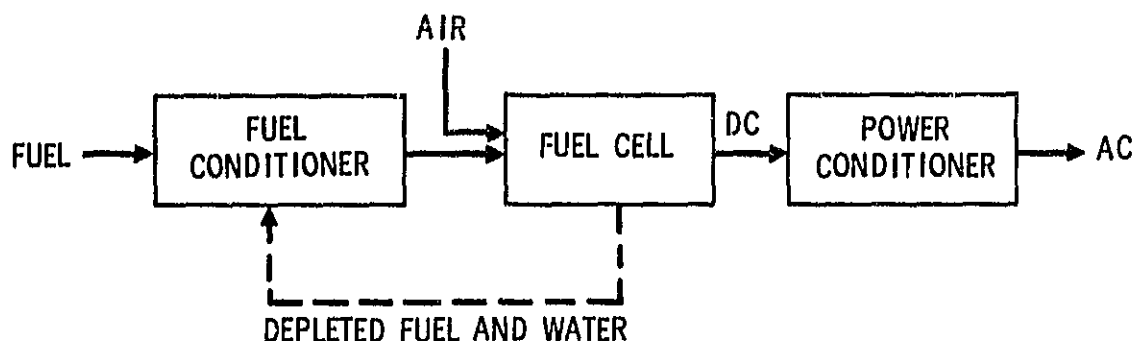 AIR
FUEL
FUEL
CONDITIONER
FUEL CELL
DC
POWER
CONDITIONER
AC
DEPLETED FUEL AND WATER